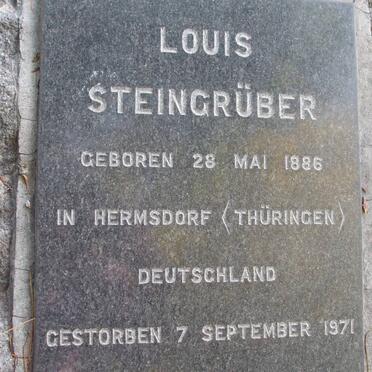 LOUIS
STEINGRÜBER
GEBOREN 28 MAI 1886
IN HERMSDORF (THÜRINGEN)
DEUTSCHLAND
GESTORBEN 7 SEPTEMBER 1971